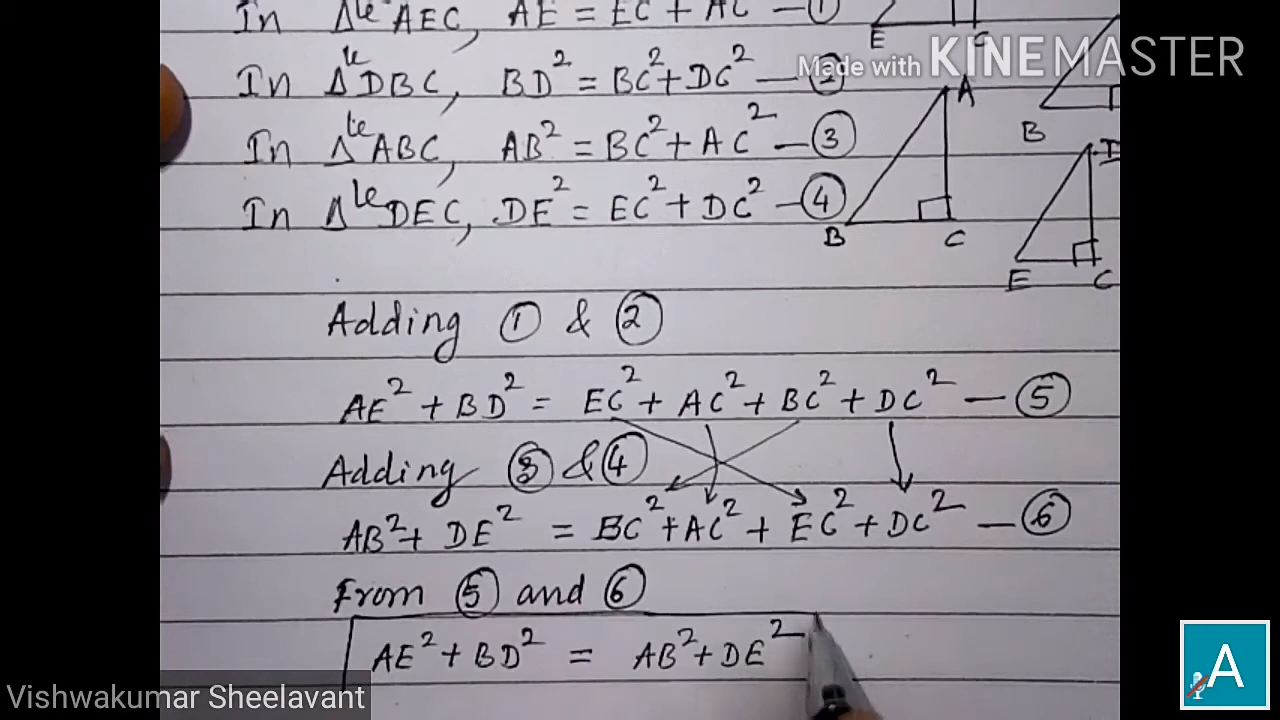 In Δle AEC, AE = EC + AC — ①
E C
Made with KINEMASTER
In Δle DBC, BD² = BC² + DC² — ②
A
B
In Δle ABC, AB² = BC² + AC² — ③
D
In Δle DEC, DE² = EC² + DC² — ④
B C
E C
Adding ① & ②
AE² + BD² = EC² + AC² + BC² + DC² — ⑤
Adding ③ & ④
AB² + DE² = BC² + AC² + EC² + DC² — ⑥
From ⑤ and ⑥
AE² + BD² = AB² + DE²
Vishwakumar Sheelavant
A